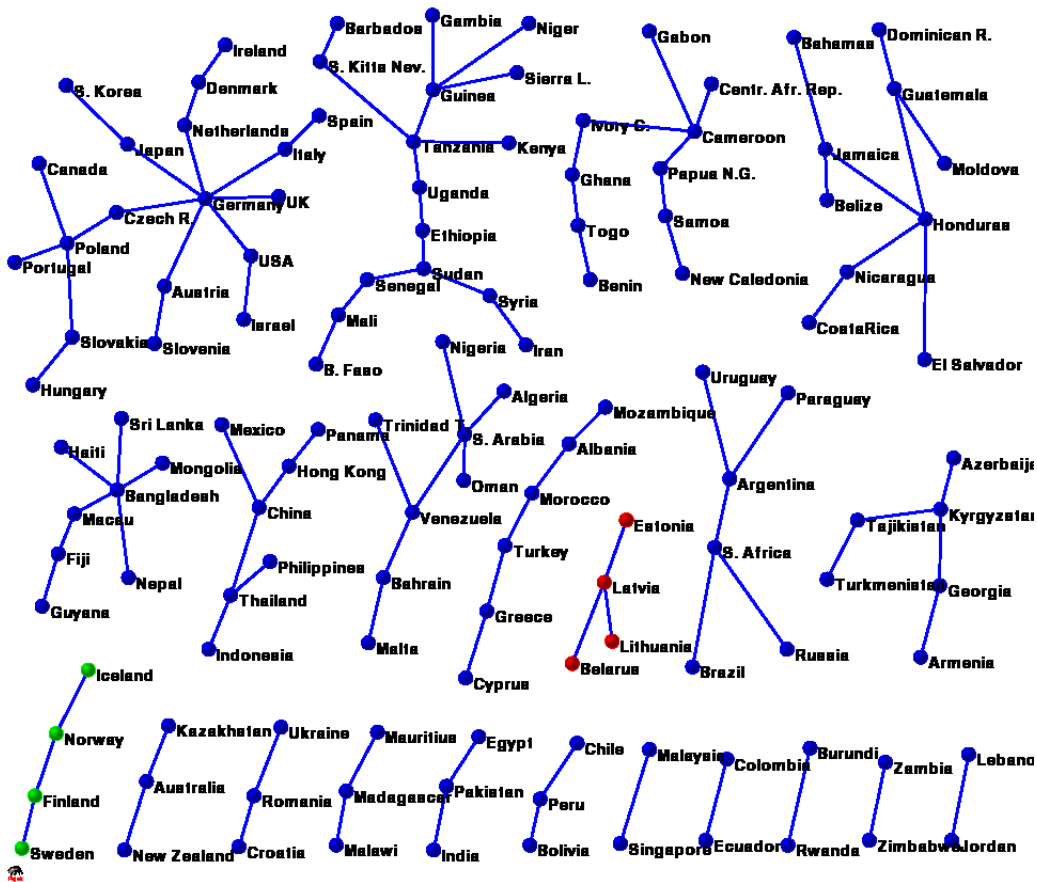 Barbados
Gambia
Niger
Gabon
Bahamas
Dominican R.
Ireland
S. Kitts Nev.
Sierra L.
Centr. Afr. Rep.
Guatemala
S. Korea
Denmark
Guinea
Netherlands
Spain
Ivory C.
Cameroon
Japan
Italy
Tanzania
Kenya
Jamaica
Moldova
Canada
Ghana
Papua N.G.
Germany
UK
Uganda
Belize
Czech R.
Samoa
Honduras
Poland
Ethiopia
Togo
Portugal
USA
Sudan
New Caledonia
Nicaragua
Austria
Senegal
Benin
Syria
Israel
Mali
CostaRica
Slovakia
Slovenia
Nigeria
Iran
El Salvador
B. Faso
Uruguay
Hungary
Algeria
Paraguay
Mozambique
Sri Lanka
Mexico
Panama
Trinidad T.
S. Arabia
Albania
Haiti
Mongolia
Hong Kong
Azerbaija
Bangladesh
Oman
Argentina
Macau
China
Venezuela
Morocco
Kyrgyzstan
Estonia
Tajikistan
Fiji
Turkey
S. Africa
Nepal
Philippines
Bahrain
Latvia
Turkmenistan
Georgia
Guyana
Thailand
Greece
Indonesia
Malta
Lithuania
Russia
Armenia
Iceland
Cyprus
Belarus
Brazil
Norway
Kazakhstan
Ukraine
Mauritius
Egypt
Chile
Malaysia
Colombia
Burundi
Zambia
Lebano
Finland
Australia
Romania
Madagascar
Pakistan
Peru
Sweden
New Zealand
Croatia
Malawi
India
Bolivia
Singapore
Ecuador
Rwanda
Zimbabwe
Jordan